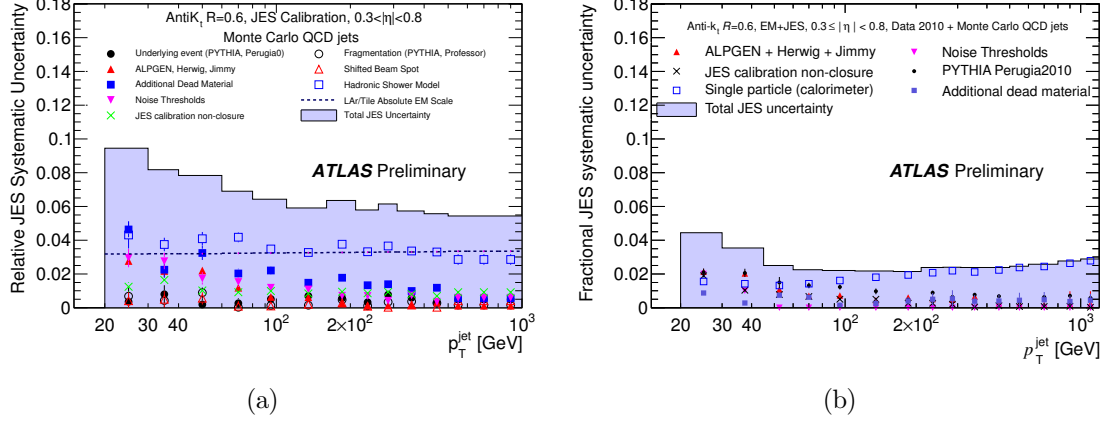 AntiKt R=0.6, JES Calibration, 0.3<|η|<0.8
Monte Carlo QCD jets
Underlying event (PYTHIA, Perugia0)
ALPGEN, Herwig, Jimmy
Additional Dead Material
Noise Thresholds
JES calibration non-closure
Fragmentation (PYTHIA, Professor)
Shifted Beam Spot
Hadronic Shower Model
LAr/Tile Absolute EM Scale
Total JES Uncertainty
ATLAS Preliminary
Relative JES Systematic Uncertainty
0.18
0.16
0.14
0.12
0.1
0.08
0.06
0.04
0.02
0
20 30 40 10² 2×10² 10³
pT^jet [GeV]
(a)
Anti-kt R=0.6, EM+JES, 0.3 ≤ | η | < 0.8, Data 2010 + Monte Carlo QCD jets
ALPGEN + Herwig + Jimmy
JES calibration non-closure
Single particle (calorimeter)
Total JES uncertainty
Noise Thresholds
PYTHIA Perugia2010
Additional dead material
ATLAS Preliminary
Fractional JES systematic uncertainty
0.18
0.16
0.14
0.12
0.1
0.08
0.06
0.04
0.02
0
20 30 40 10² 2×10² 10³
pT^jet [GeV]
(b)